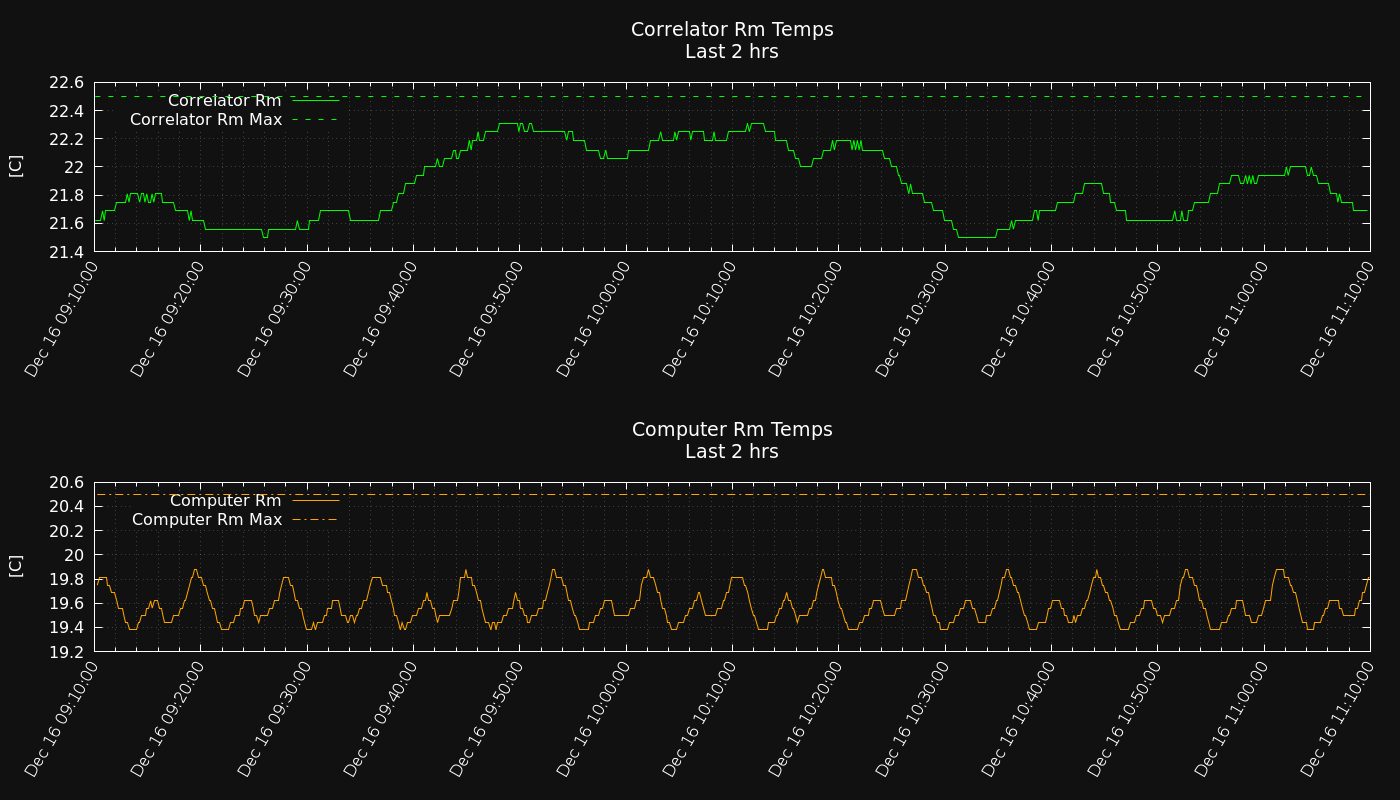 Correlator Rm Temps
Last 2 hrs
22.6
22.4
22.2
22
21.8
21.6
21.4
[C]
Correlator Rm
Correlator Rm Max
Dec 16 09:10:00
Dec 16 09:20:00
Dec 16 09:30:00
Dec 16 09:40:00
Dec 16 09:50:00
Dec 16 10:00:00
Dec 16 10:10:00
Dec 16 10:20:00
Dec 16 10:30:00
Dec 16 10:40:00
Dec 16 10:50:00
Dec 16 11:00:00
Dec 16 11:10:00
Computer Rm Temps
Last 2 hrs
20.6
20.4
20.2
20
19.8
19.6
19.4
19.2
[C]
Computer Rm
Computer Rm Max
Dec 16 09:10:00
Dec 16 09:20:00
Dec 16 09:30:00
Dec 16 09:40:00
Dec 16 09:50:00
Dec 16 10:00:00
Dec 16 10:10:00
Dec 16 10:20:00
Dec 16 10:30:00
Dec 16 10:40:00
Dec 16 10:50:00
Dec 16 11:00:00
Dec 16 11:10:00